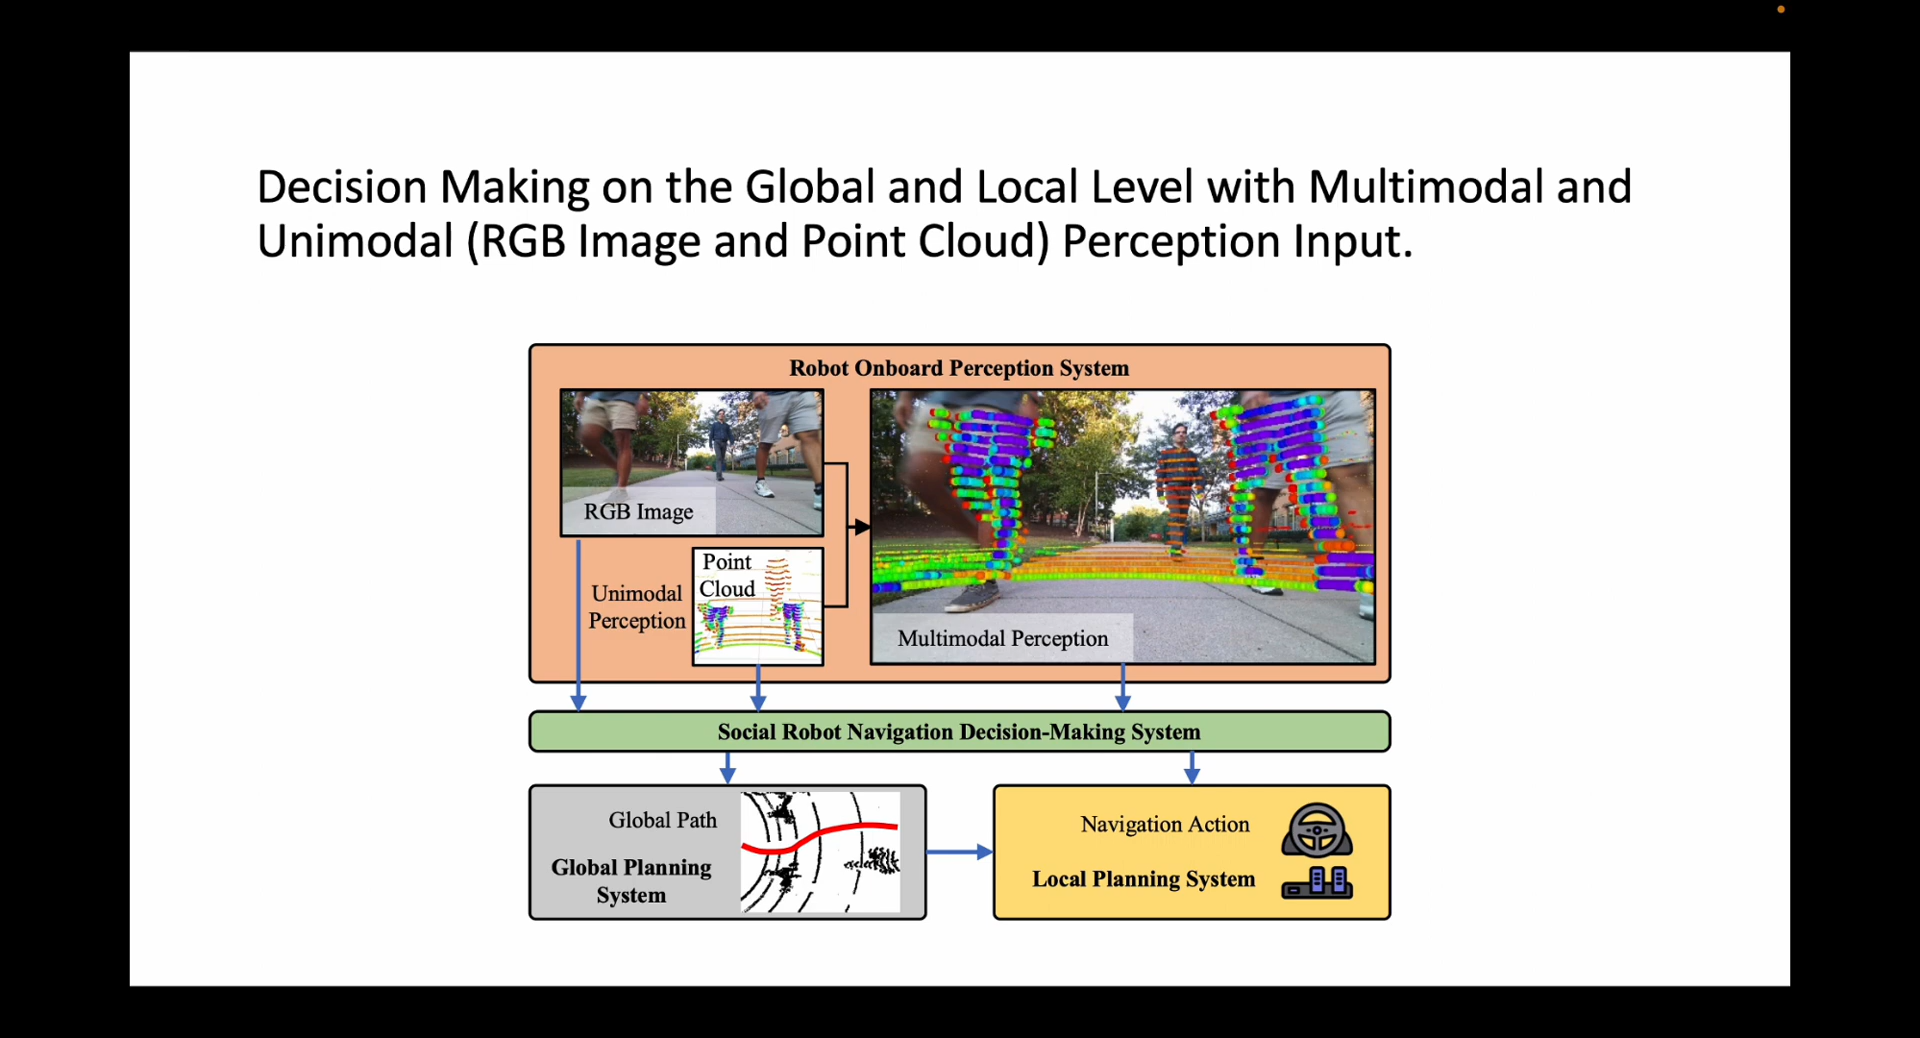 Decision Making on the Global and Local Level with Multimodal and
Unimodal (RGB Image and Point Cloud) Perception Input.
Robot Onboard Perception System
RGB Image
Point
Cloud
Unimodal
Perception
Multimodal Perception
Social Robot Navigation Decision-Making System
Global Path
Global Planning
System
Navigation Action
Local Planning System